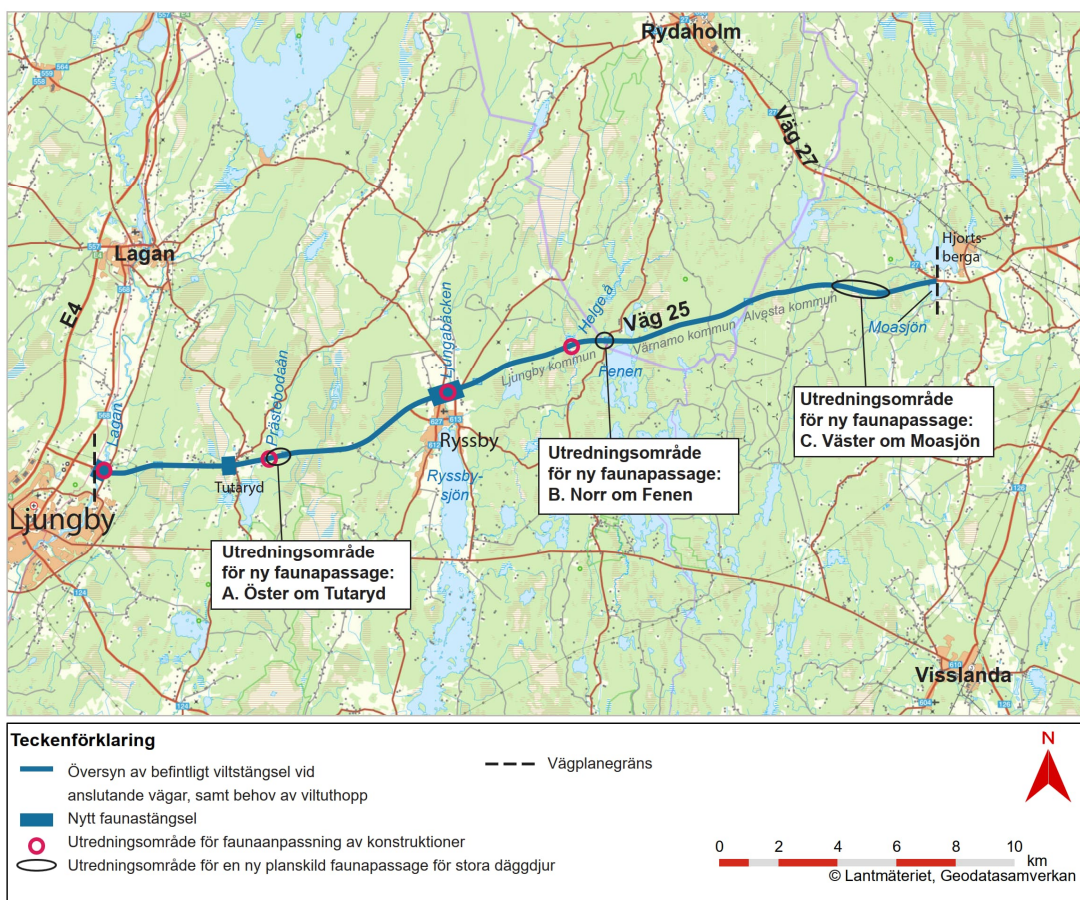 Rydaholm
Väg 27
Lagan
E4
Hjorts-
berga
Helge å
Väg 25
Alvesta kommun
Värnamo kommun
Ljungby kommun
Moasjön
Fenen
Ljungabäcken
Prästebodaån
Lagan
Ryssby
Ryssby-
sjön
Tutaryd
Ljungby
Utredningsområde
för ny faunapassage:
C. Väster om Moasjön
Utredningsområde
för ny faunapassage:
B. Norr om Fenen
Utredningsområde
för ny faunapassage:
A. Öster om Tutaryd
Visslanda
Teckenförklaring
Översyn av befintligt viltstängsel vid
anslutande vägar, samt behov av viltuthopp
Nytt faunastängsel
Utredningsområde för faunaanpassning av konstruktioner
Utredningsområde för en ny planskild faunapassage för stora däggdjur
Vägplanegräns
N
0 2 4 6 8 10
km
© Lantmäteriet, Geodatasamverkan